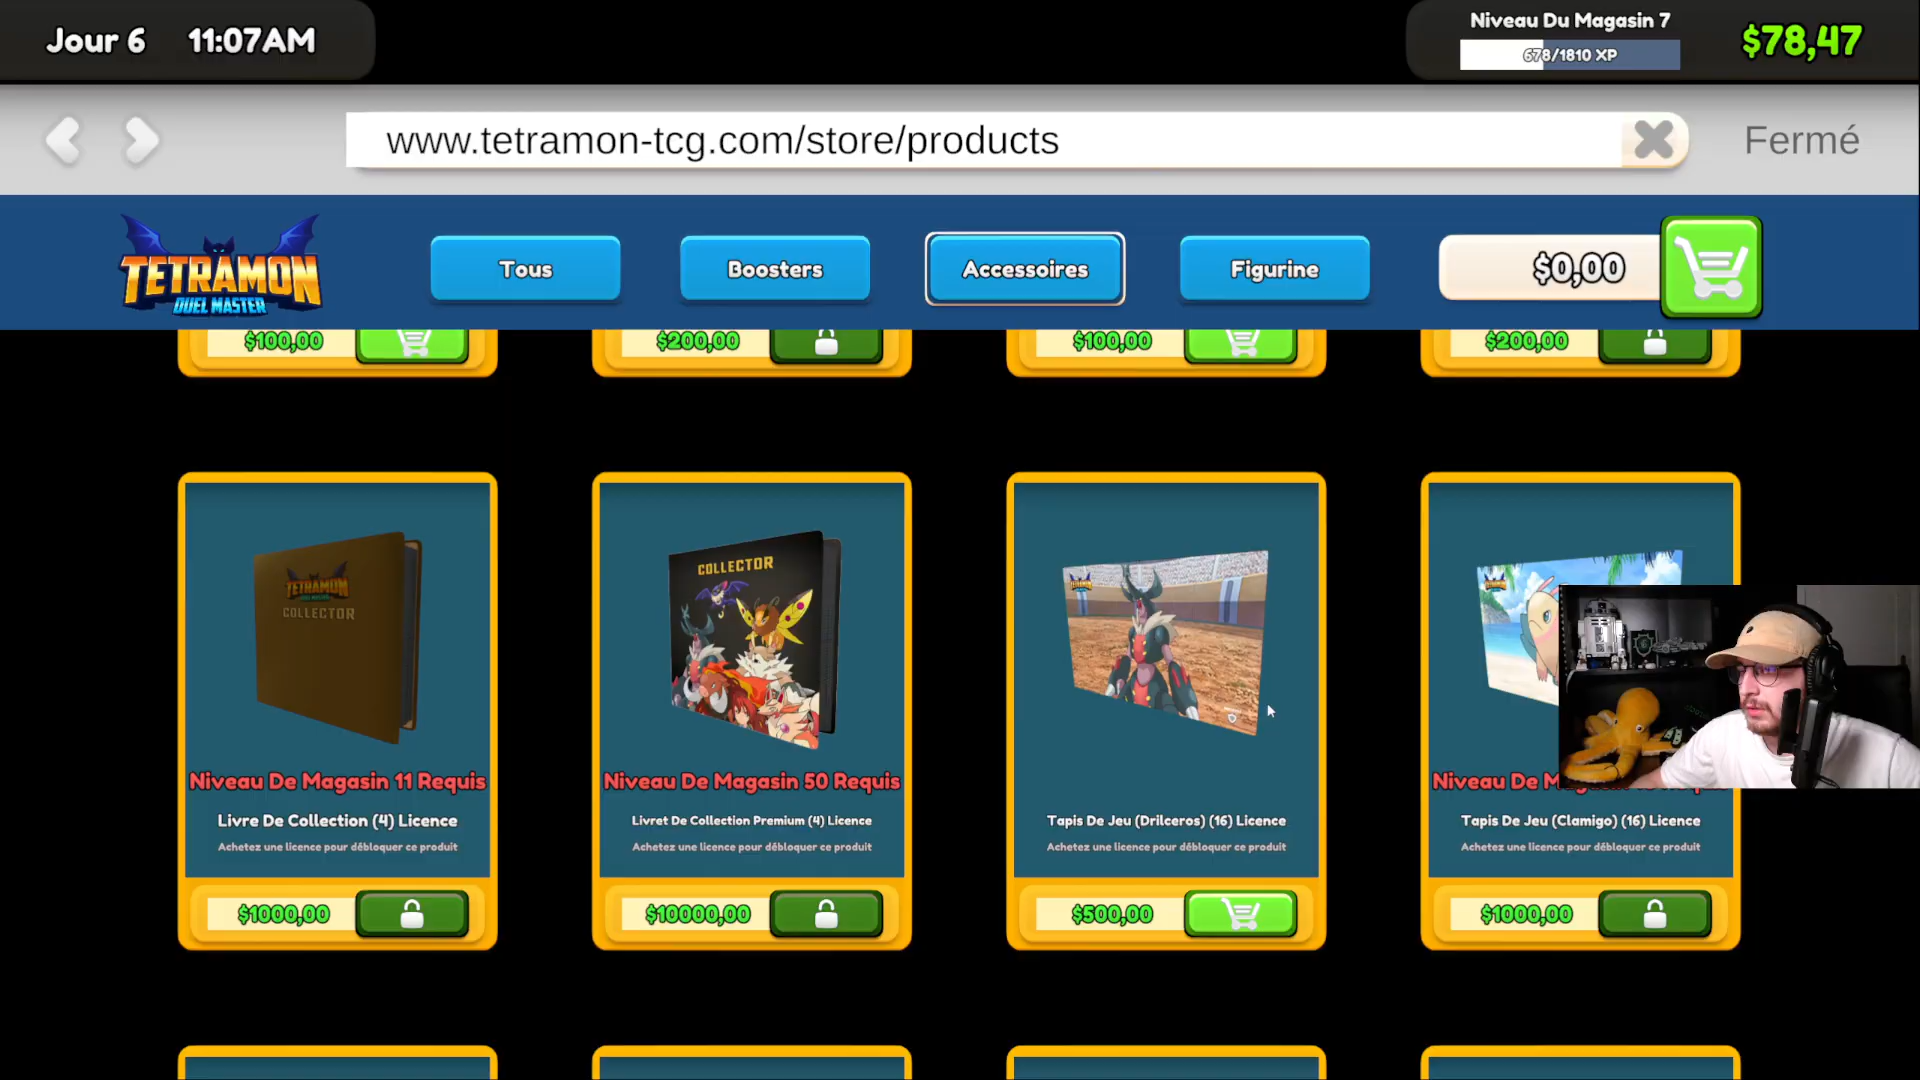 Jour 6 11:07AM
Niveau Du Magasin 7
678/1810 XP
$78,47
www.tetramon-tcg.com/store/products
Fermé
TETRAMON
DUEL MASTER
Tous
Boosters
Accessoires
Figurine
$0,00
$100,00
$200,00
$100,00
$200,00
TETRAMON
COLLECTOR
Niveau De Magasin 11 Requis
Livre De Collection (4) Licence
Achetez une licence pour débloquer ce produit
$1000,00
COLLECTOR
Niveau De Magasin 50 Requis
Livret De Collection Premium (4) Licence
Achetez une licence pour débloquer ce produit
$10000,00
TETRAMON
Tapis De Jeu (Drilceros) (16) Licence
Achetez une licence pour débloquer ce produit
$500,00
TETRAMON
Niveau De
Tapis De Jeu (Clamigo) (16) Licence
Achetez une licence pour débloquer ce produit
$1000,00